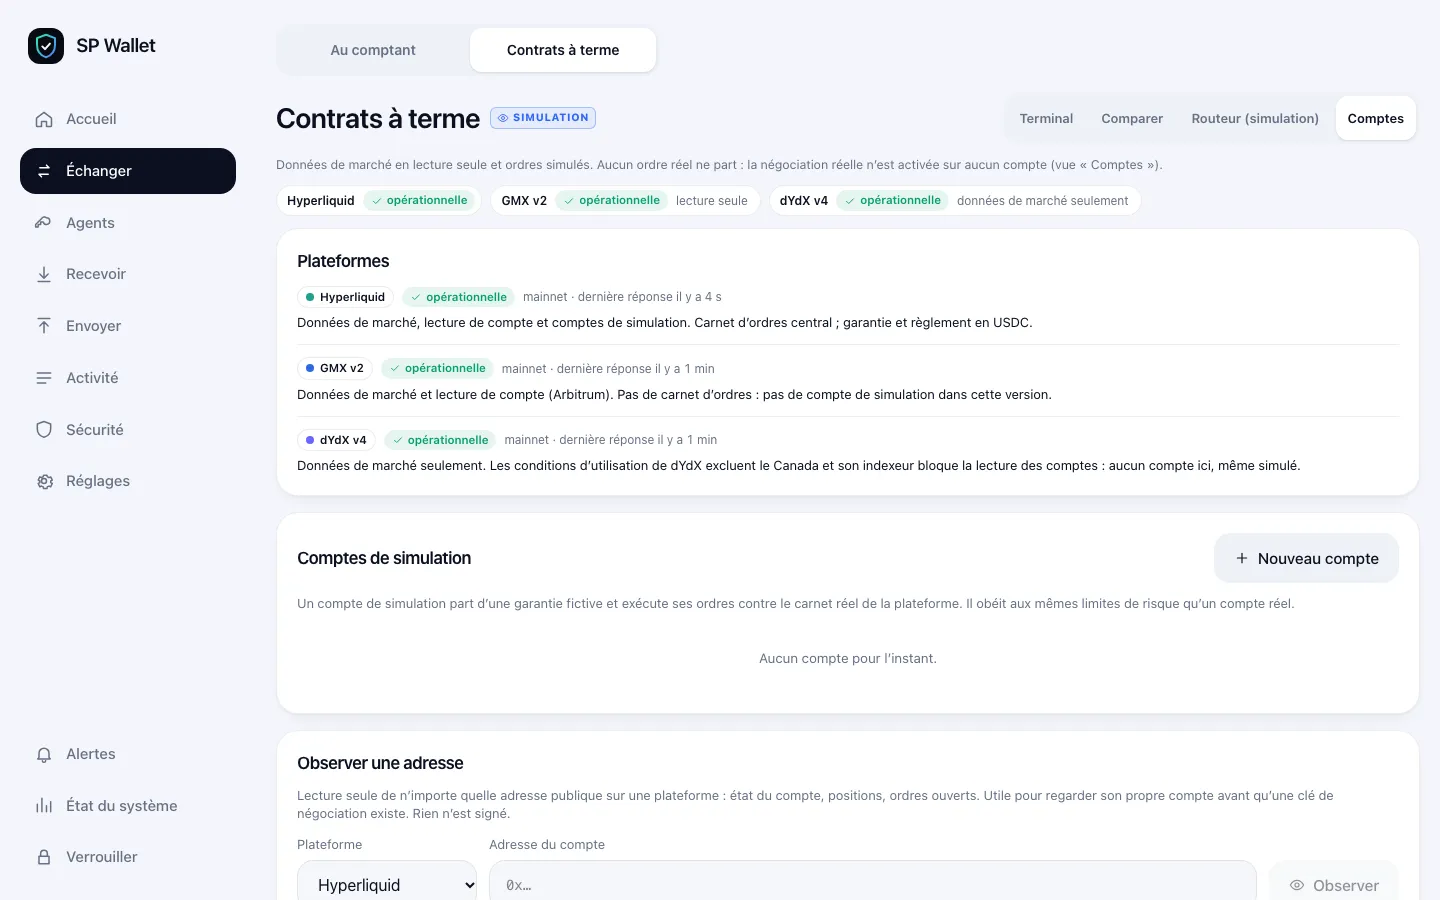 SP Wallet
Au comptant
Contrats à terme
Accueil
Échanger
Agents
Recevoir
Envoyer
Activité
Sécurité
Réglages
Alertes
État du système
Verrouiller
Contrats à terme
SIMULATION
Terminal
Comparer
Routeur (simulation)
Comptes
Données de marché en lecture seule et ordres simulés. Aucun ordre réel ne part : la négociation réelle n’est activée sur aucun compte (vue « Comptes »).
Hyperliquid opérationnelle
GMX v2 opérationnelle lecture seule
dYdX v4 opérationnelle données de marché seulement
Plateformes
Hyperliquid opérationnelle mainnet · dernière réponse il y a 4 s
Données de marché, lecture de compte et comptes de simulation. Carnet d’ordres central ; garantie et règlement en USDC.
GMX v2 opérationnelle mainnet · dernière réponse il y a 1 min
Données de marché et lecture de compte (Arbitrum). Pas de carnet d’ordres : pas de compte de simulation dans cette version.
dYdX v4 opérationnelle mainnet · dernière réponse il y a 1 min
Données de marché seulement. Les conditions d’utilisation de dYdX excluent le Canada et son indexeur bloque la lecture des comptes : aucun compte ici, même simulé.
Comptes de simulation
Nouveau compte
Un compte de simulation part d’une garantie fictive et exécute ses ordres contre le carnet réel de la plateforme. Il obéit aux mêmes limites de risque qu’un compte réel.
Aucun compte pour l’instant.
Observer une adresse
Lecture seule de n’importe quelle adresse publique sur une plateforme : état du compte, positions, ordres ouverts. Utile pour regarder son propre compte avant qu’une clé de
négociation existe. Rien n’est signé.
Plateforme
Adresse du compte
Hyperliquid
0x…
Observer